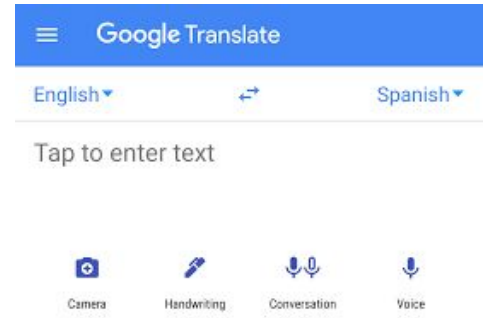 Google Translate
English Spanish
Tap to enter text
Camera Handwriting Conversation Voice